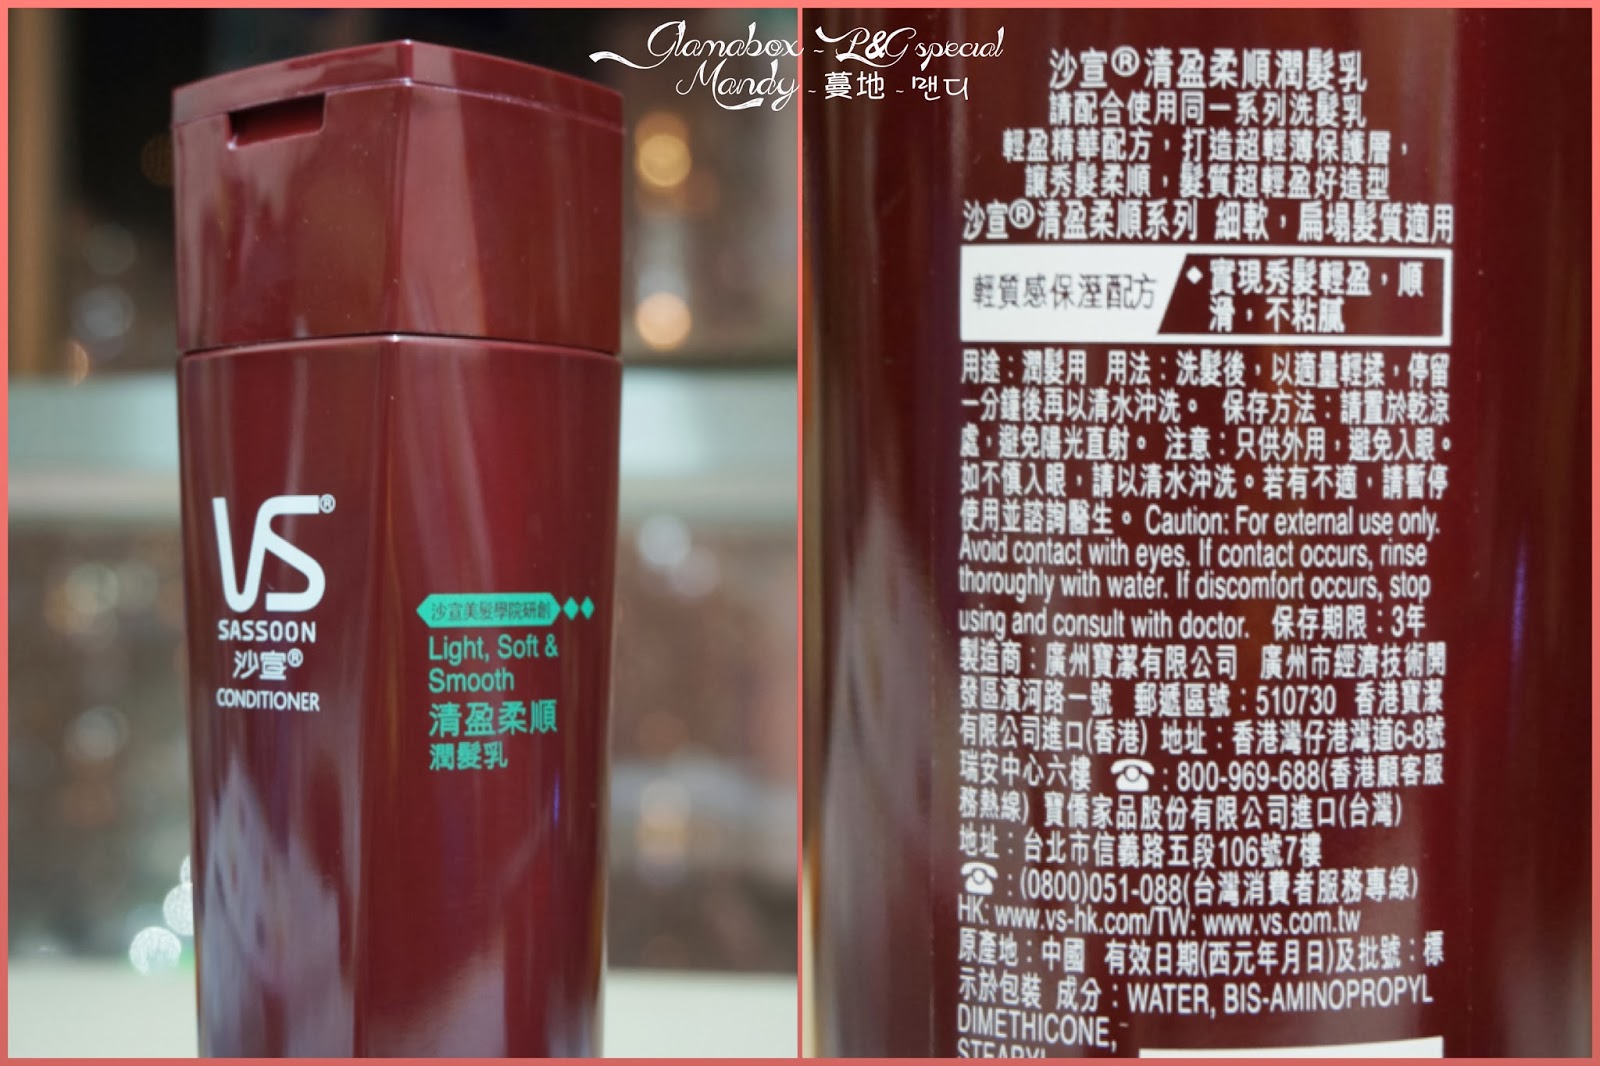 Glamabox ~ P&G special
Mandy ~ 蔓地 ~ 맨디
VS®
SASSOON
沙宣®
CONDITIONER
沙宣美髮學院研創
Light, Soft &
Smooth
清盈柔順
潤髮乳
沙宣®清盈柔順潤髮乳
請配合使用同一系列洗髮乳
輕盈精華配方，打造超輕薄保護層，
讓秀髮柔順，髮質超輕盈好造型
沙宣®清盈柔順系列 細軟，扁塌髮質適用
輕質感保溼配方
實現秀髮輕盈，順
滑，不粘膩
用途：潤髮用 用法：洗髮後，以適量輕揉，停留
一分鐘後再以清水沖洗。 保存方法：請置於乾涼
處，避免陽光直射。 注意：只供外用，避免入眼。
如不慎入眼，請以清水沖洗。若有不適，請暫停
使用並諮詢醫生。 Caution: For external use only.
Avoid contact with eyes. If contact occurs, rinse
thoroughly with water. If discomfort occurs, stop
using and consult with doctor. 保存期限：3年
製造商：廣州寶潔有限公司 廣州市經濟技術開
發區濱河路一號 郵遞區號：510730 香港寶潔
有限公司進口(香港) 地址：香港灣仔港灣道6-8號
瑞安中心六樓 ☎：800-969-688(香港顧客服
務熱線) 寶僑家品股份有限公司進口(台灣)
地址：台北市信義路五段106號7樓
☎：(0800)051-088(台灣消費者服務專線)
HK: www.vs-hk.com/TW: www.vs.com.tw
原產地：中國 有效日期(西元年月日)及批號：標
示於包裝 成分：WATER, BIS-AMINOPROPYL
DIMETHICONE,
STEARYL